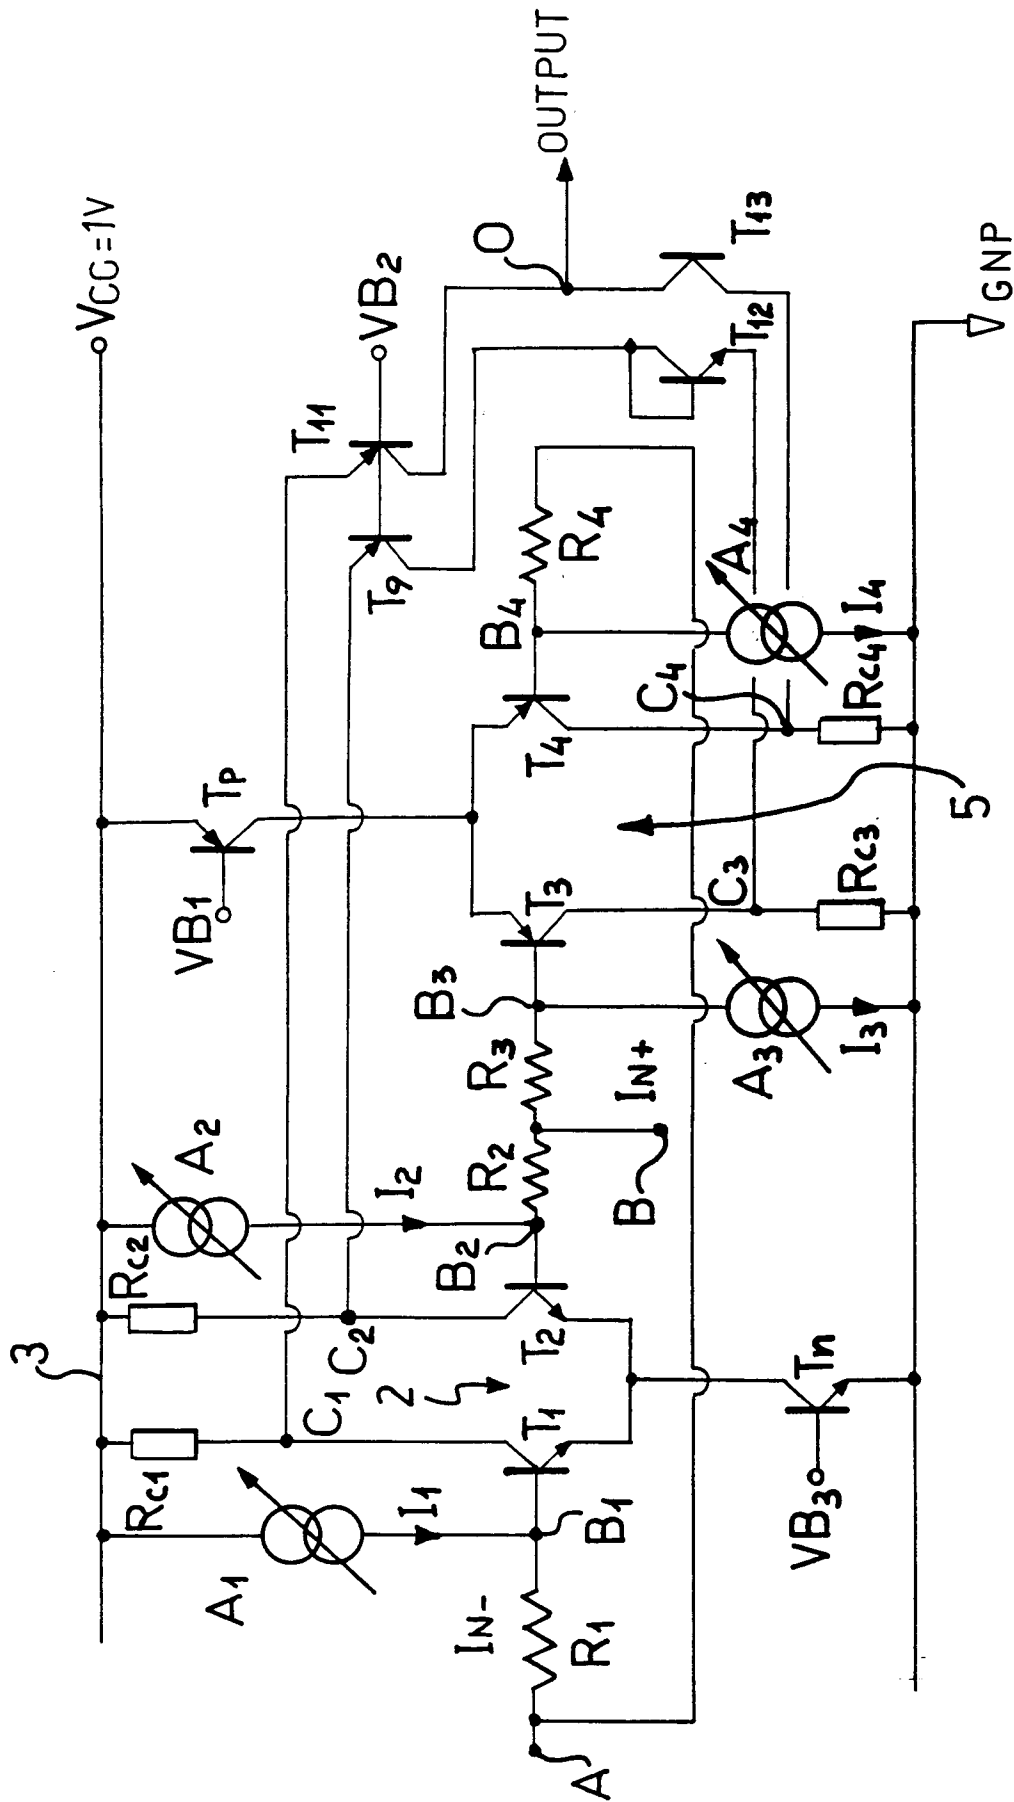 3
VCC=1V
RC1
RC2
A2
A1
VB1
TP
T11
VB2
C1
C2
I1
I2
T9
2
IN-
R1
B1
T1
T2
B2
R2
R3
B3
T3
T4
B4
R4
O
OUTPUT
A
B
IN+
C3
C4
A4
T12
T13
VB3
Tn
A3
I3
RC3
5
RC4
I4
GNP